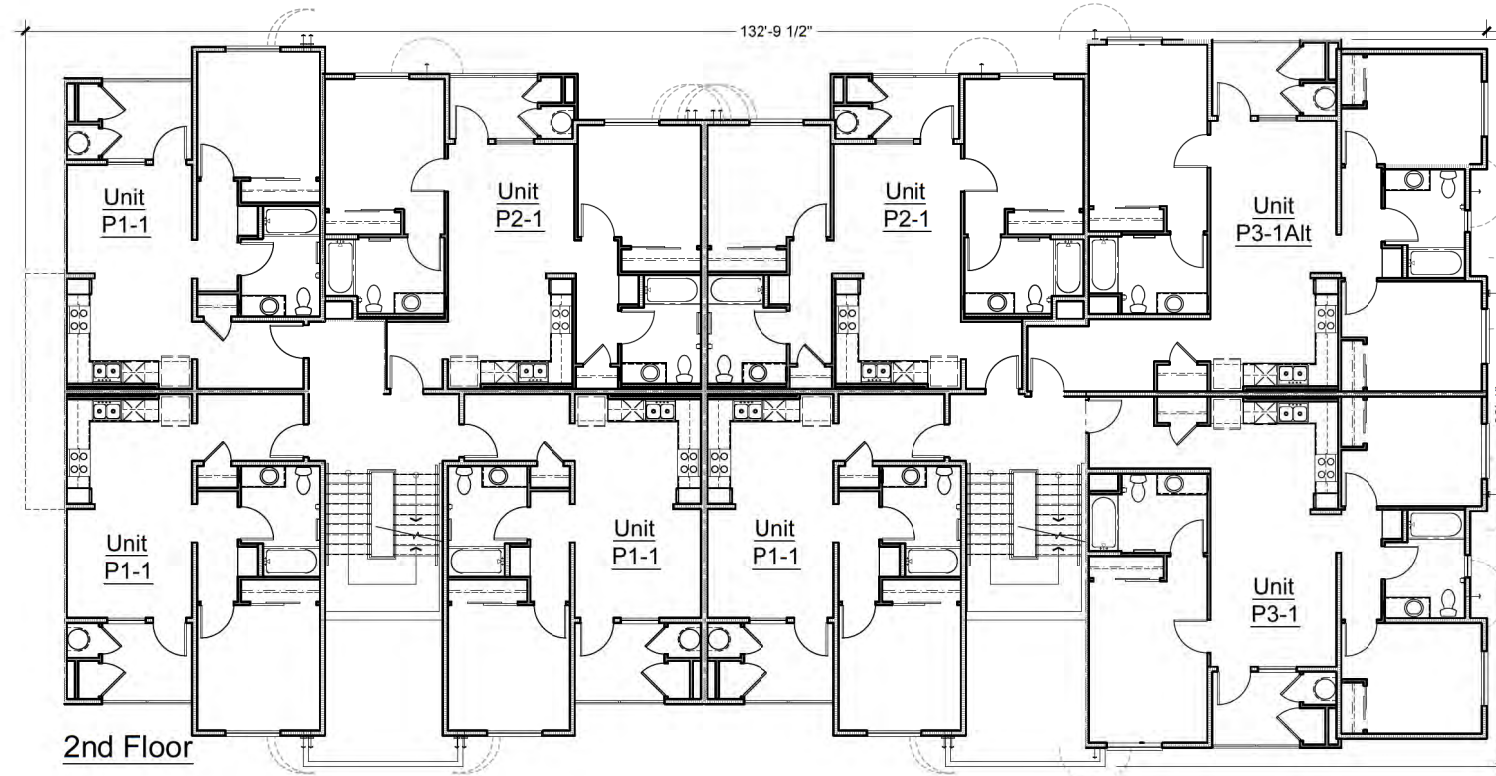 132'-9 1/2"
Unit
P1-1
Unit
P2-1
Unit
P2-1
Unit
P3-1Alt
Unit
P1-1
Unit
P1-1
Unit
P1-1
Unit
P3-1
2nd Floor